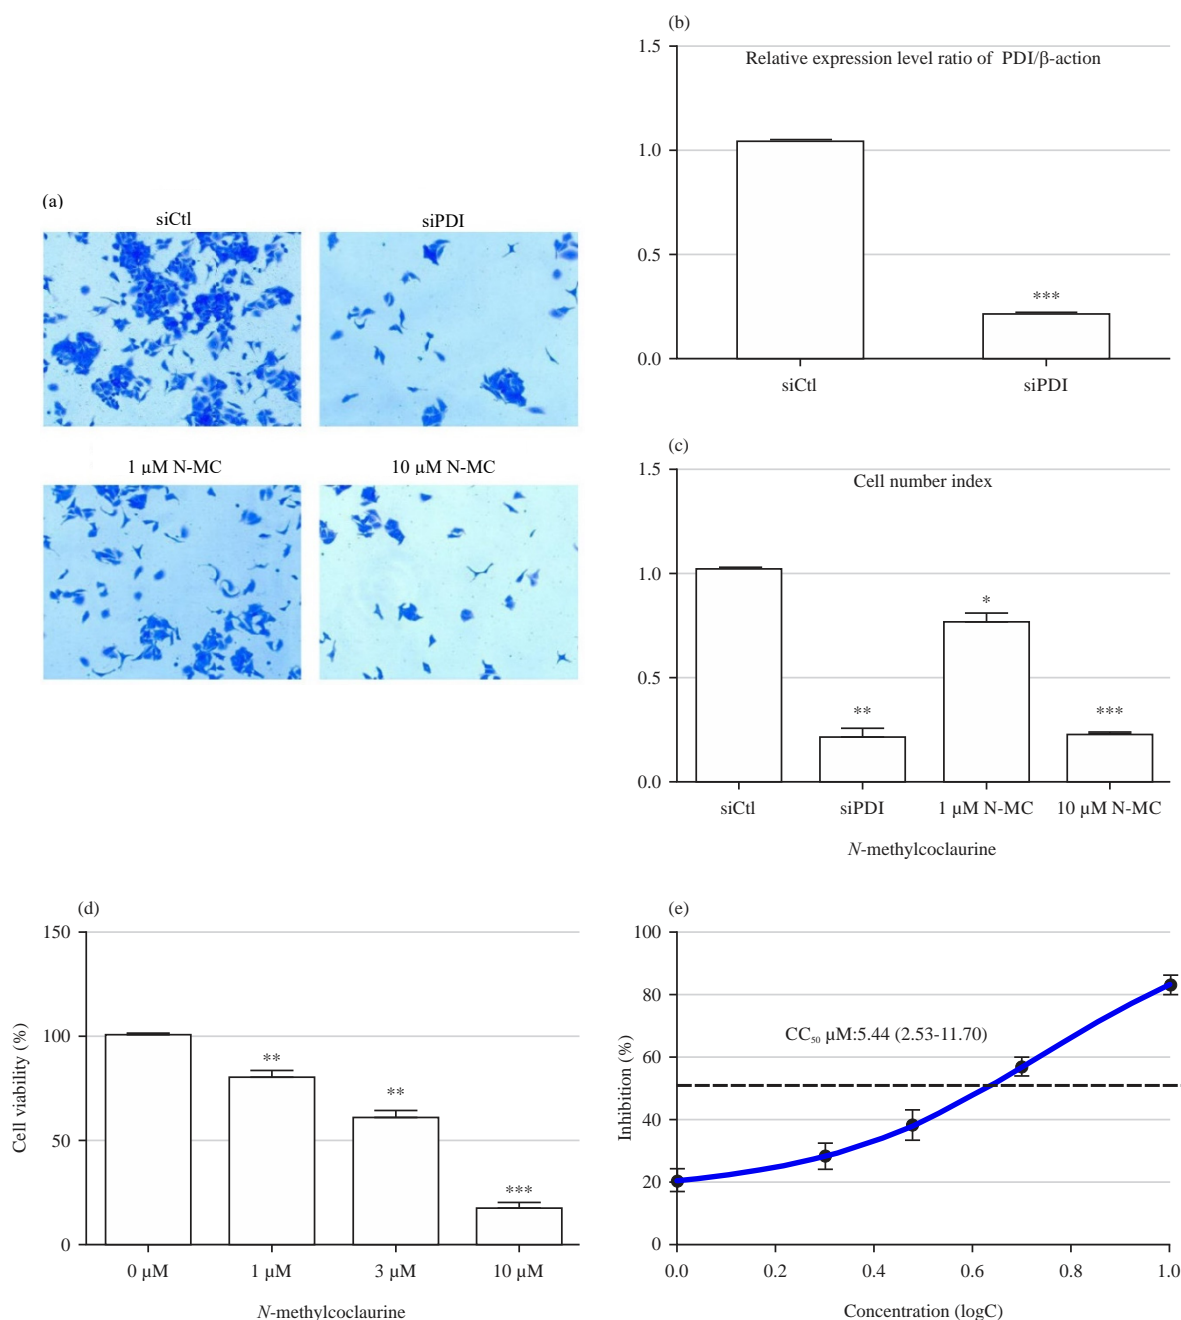 (a)
siCtl
siPDI
1 µM N-MC
10 µM N-MC
(b)
Relative expression level ratio of PDI/β-action
1.5
1.0
0.5
0.0
***
siCtl
siPDI
(c)
Cell number index
1.5
1.0
0.5
0.0
**
*
***
siCtl
siPDI
1 µM N-MC
10 µM N-MC
N-methylcoclaurine
(d)
Cell viability (%)
150
100
50
0
**
**
***
0 µM
1 µM
3 µM
10 µM
N-methylcoclaurine
(e)
Inhibition (%)
100
80
60
40
20
0
CC₅₀ µM:5.44 (2.53-11.70)
0.0
0.2
0.4
0.6
0.8
1.0
Concentration (logC)